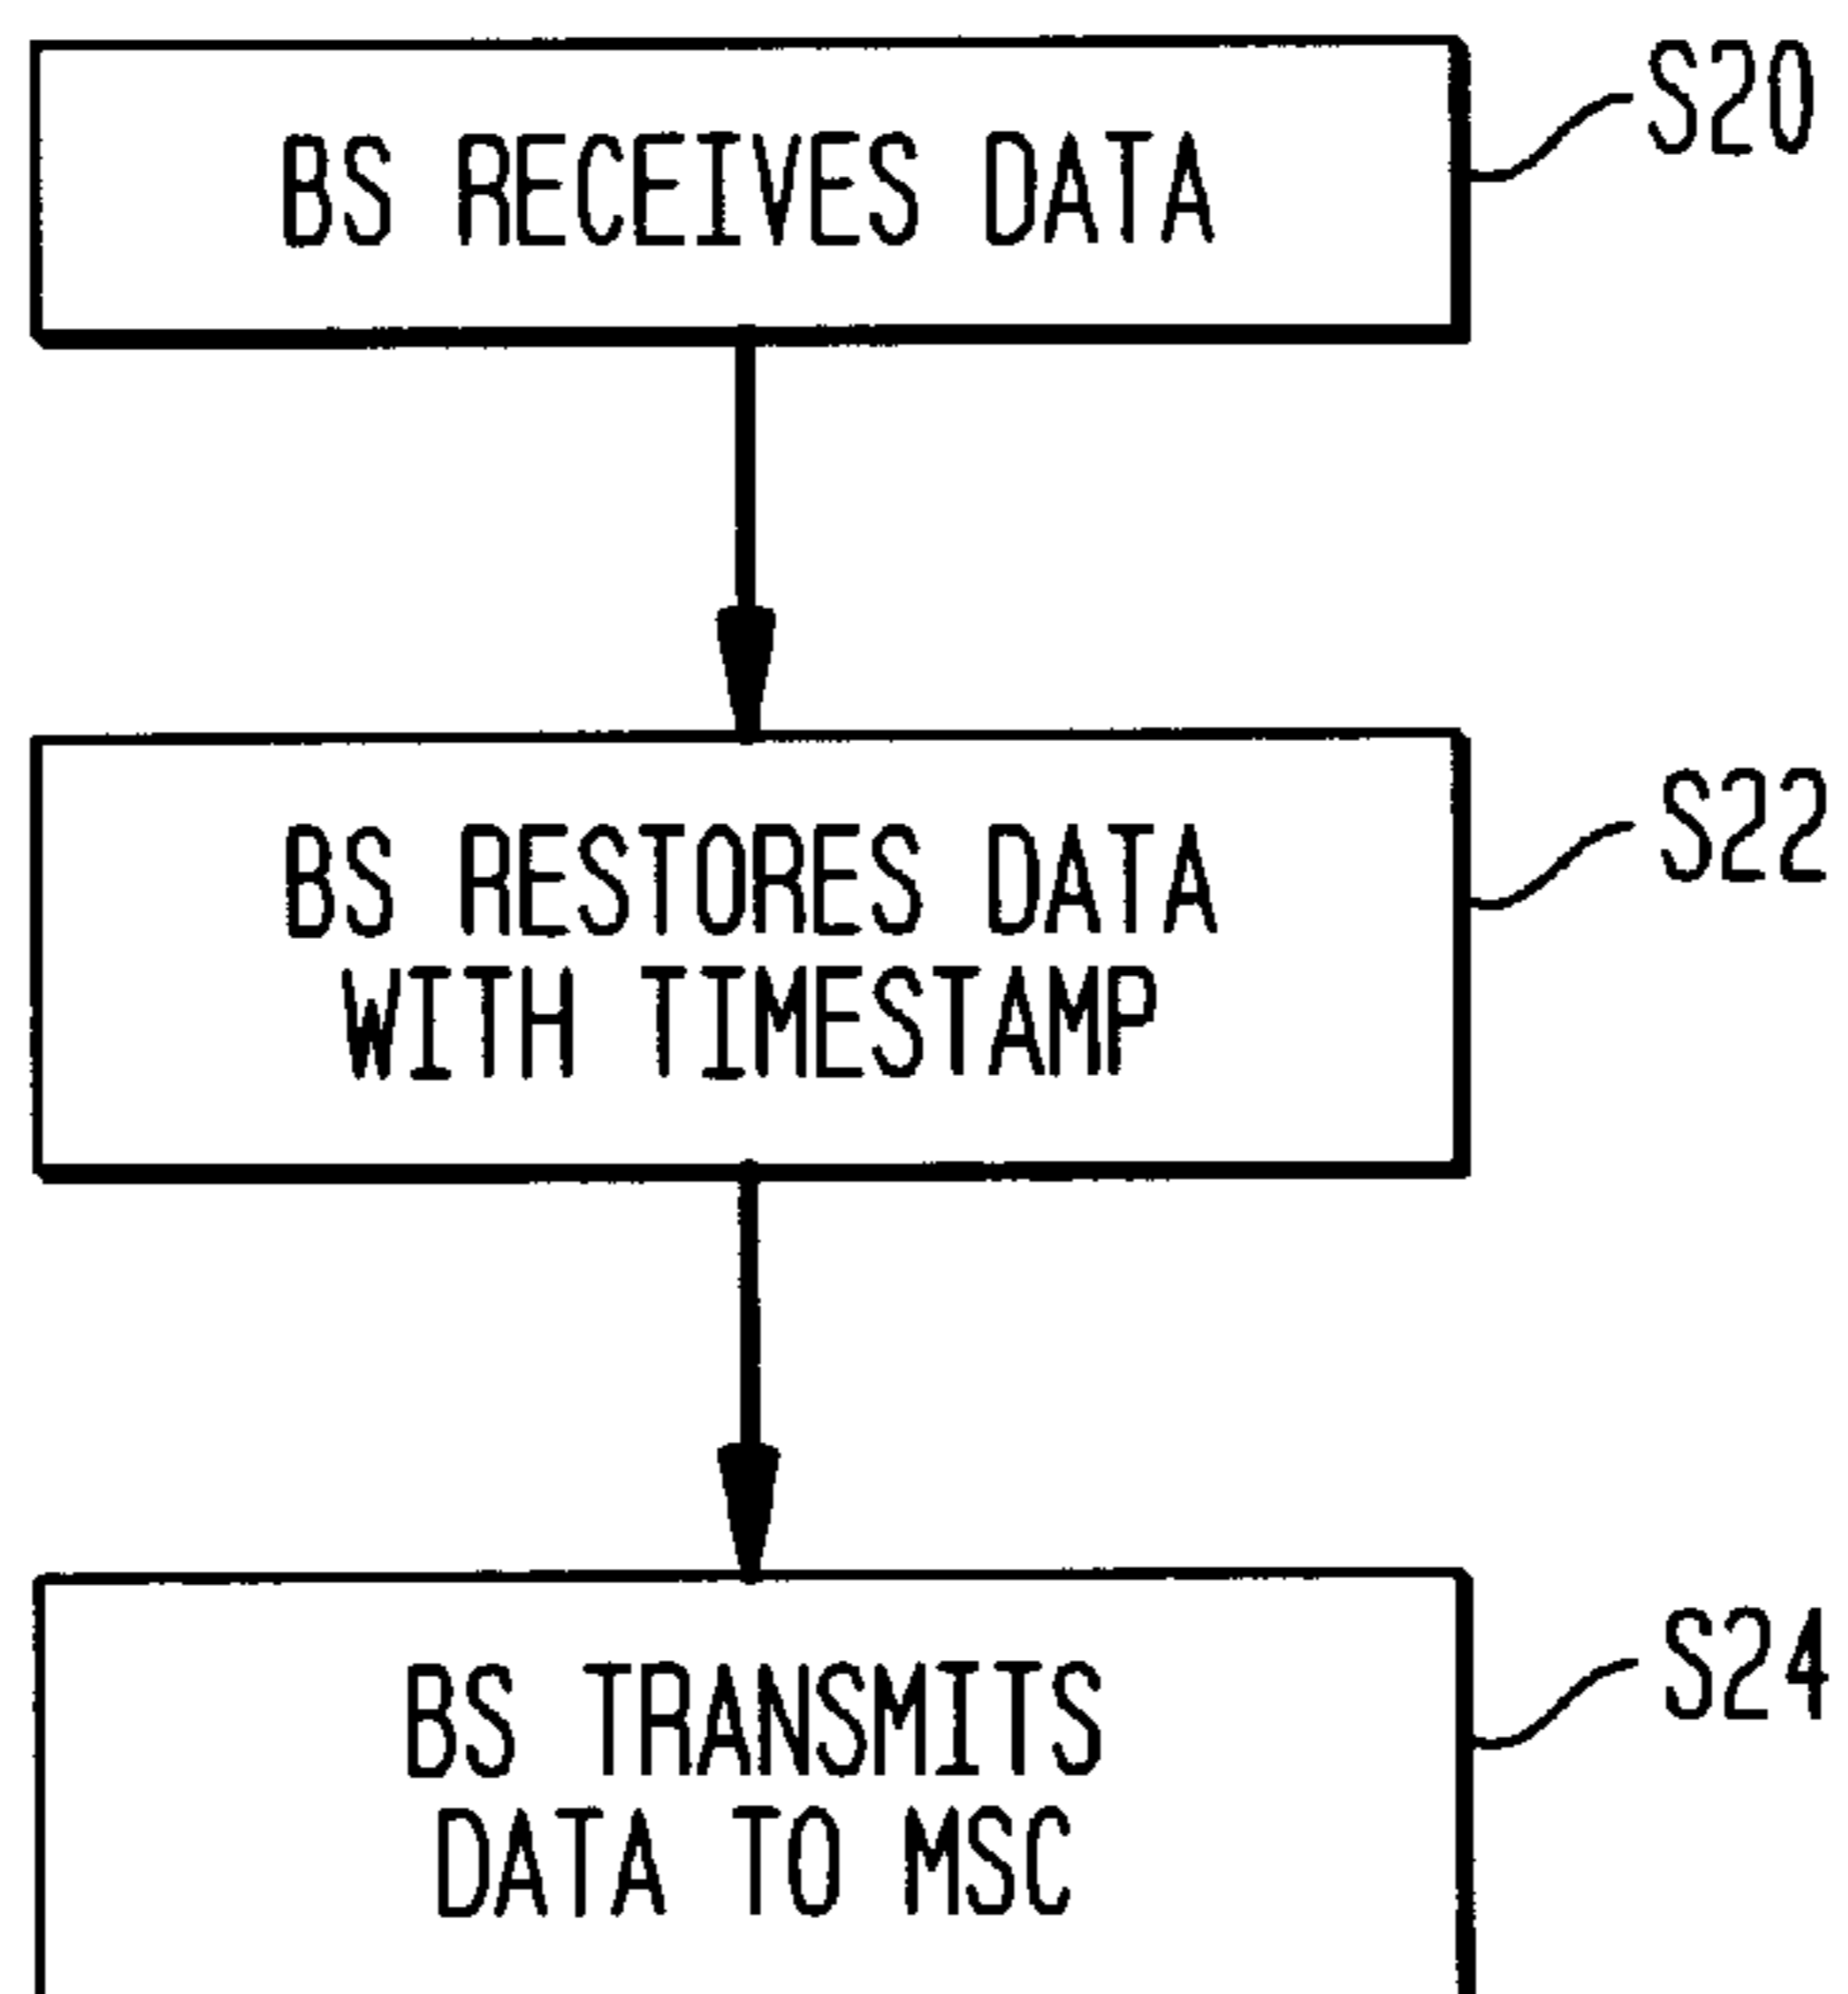 BS RECEIVES DATA
S20
BS RESTORES DATA
WITH TIMESTAMP
S22
BS TRANSMITS
DATA TO MSC
S24